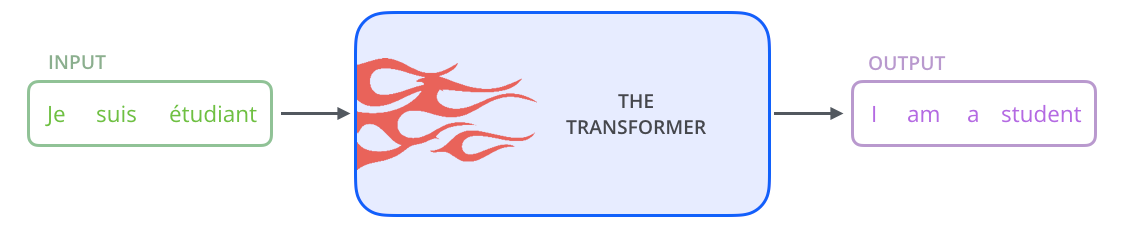 INPUT
Je suis étudiant
THE
TRANSFORMER
OUTPUT
I am a student